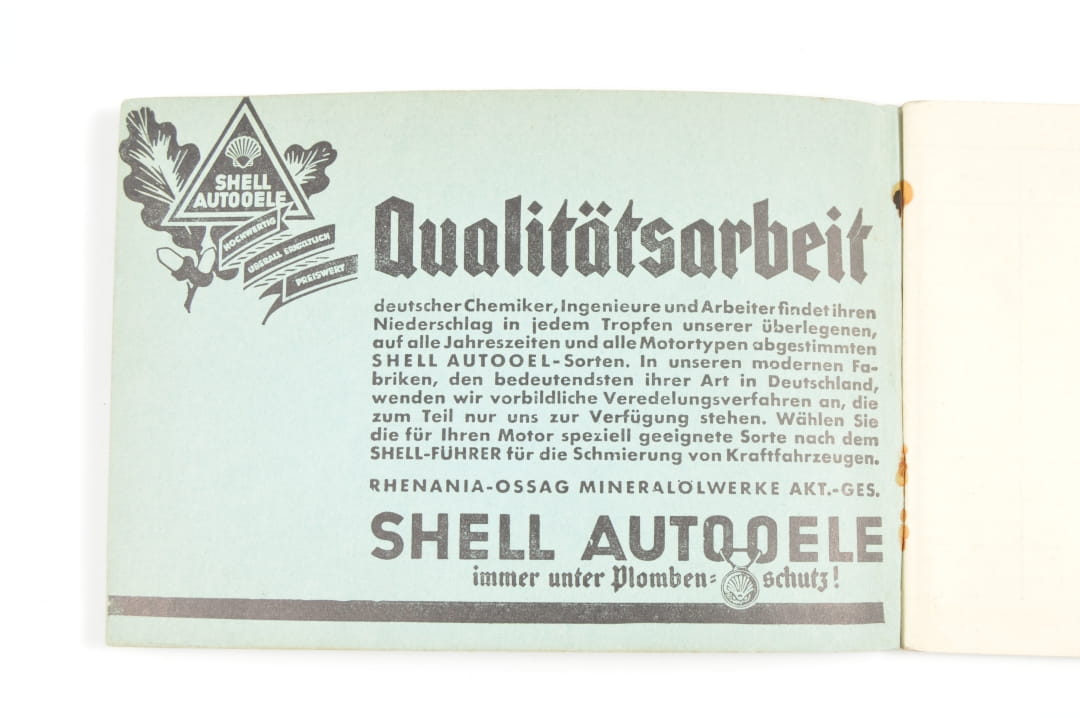 SHELL
AUTOOELE
HOCHWERTIG
ÜBERALL ERHÄLTLICH
PREISWERT
Qualitätsarbeit
deutscher Chemiker, Ingenieure und Arbeiter findet ihren
Niederschlag in jedem Tropfen unserer überlegenen,
auf alle Jahreszeiten und alle Motortypen abgestimmten
SHELL AUTOOEL-Sorten. In unseren modernen Fa-
briken, den bedeutendsten ihrer Art in Deutschland,
wenden wir vorbildliche Veredelungsverfahren an, die
zum Teil nur uns zur Verfügung stehen. Wählen Sie
die für Ihren Motor speziell geeignete Sorte nach dem
SHELL-FÜHRER für die Schmierung von Kraftfahrzeugen.
RHENANIA-OSSAG MINERALÖLWERKE AKT.-GES.
SHELL AUTOOELE
immer unter Plomben=schutz!